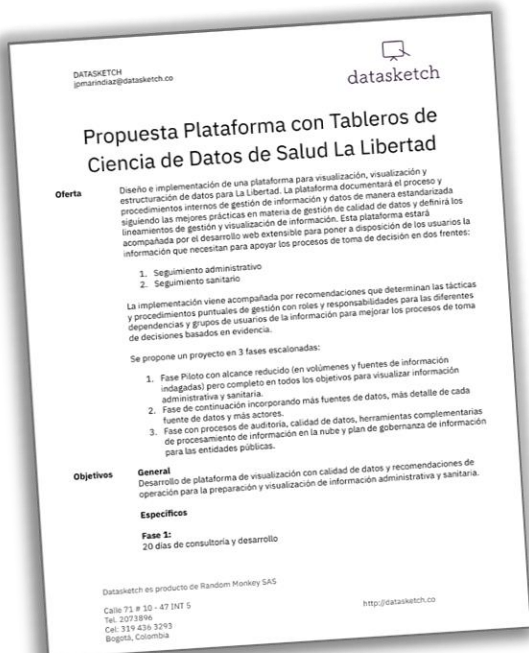 DATASKETCH
jpmarindiaz@datasketch.co
datasketch
Propuesta Plataforma con Tableros de
Ciencia de Datos de Salud La Libertad
Oferta
Diseño e implementación de una plataforma para visualización, visualización y
estructuración de datos para La Libertad. La plataforma documentará el proceso y
procedimientos internos de gestión de información y datos de manera estandarizada
siguiendo las mejores prácticas en materia de gestión de calidad de datos y definirá los
lineamientos de gestión y visualización de información. Esta plataforma estará
acompañada por el desarrollo web extensible para poner a disposición de usuarios la
información que necesitan para apoyar los procesos de toma de decisión en dos frentes:
1. Seguimiento administrativo
2. Seguimiento sanitario
La implementación viene acompañada por recomendaciones que determinan las tácticas
y procedimientos puntuales de gestión con roles y responsabilidades para las diferentes
dependencias y grupos de usuarios de la información para mejorar los procesos de toma
de decisiones basados en evidencia.
Se propone un proyecto en 3 fases escalonadas:
1. Fase Piloto con alcance reducido (en volúmenes y fuentes de información
indagadas) pero completo en todos los objetivos para visualizar información
administrativa y sanitaria.
2. Fase de continuación incorporando más fuentes de datos, más detalle de cada
fuente de datos y más actores.
3. Fase con procesos de auditoría, calidad de datos, herramientas complementarias
de procesamiento de información en la nube y plan de gobernanza de información
para las entidades públicas.
Objetivos
General
Desarrollo de plataforma de visualización con calidad de datos y recomendaciones de
operación para la preparación y visualización de información administrativa y sanitaria.
Específicos
Fase 1:
20 días de consultoría y desarrollo
Datasketch es producto de Random Monkey SAS
Calle 71 # 10 - 47 INT 5
Tel. 2073896
Cel: 319 436 3293
Bogotá, Colombia
http://datasketch.co